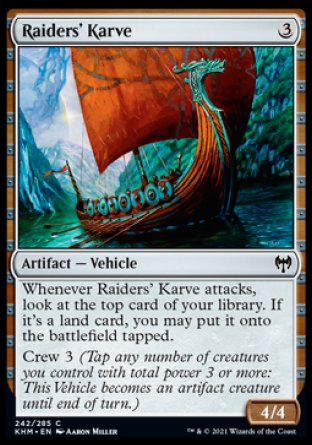 Raiders' Karve 3
Artifact — Vehicle
Whenever Raiders' Karve attacks,
look at the top card of your library. If
it's a land card, you may put it onto
the battlefield tapped.
Crew 3 (Tap any number of creatures
you control with total power 3 or more:
This Vehicle becomes an artifact creature
until end of turn.)
4/4
242/285 C
KHM • EN AARON MILLER
™ & © 2021 Wizards of the Coast